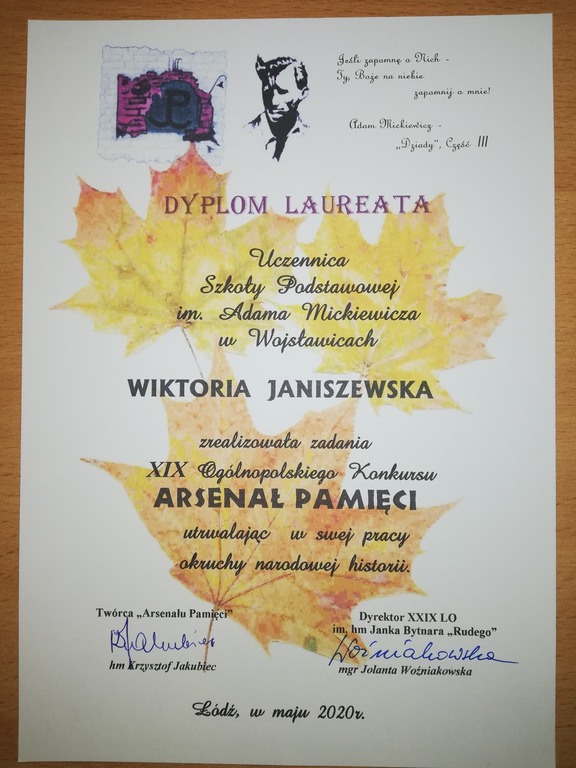 Jeśli zapomnę o Nich -
Ty, Boże na niebie
zapomnij o mnie!
Adam Mickiewicz -
„Dziady”, Część III
DYPLOM LAUREATA
Uczennica
Szkoły Podstawowej
im. Adama Mickiewicza
w Wojsławicach
WIKTORIA JANISZEWSKA
zrealizowała zadania
XIX Ogólnopolskiego Konkursu
ARSENAŁ PAMIĘCI
utrwalając w swej pracy
okruchy narodowej historii.
Twórca „Arsenału Pamięci”
hm Krzysztof Jakubiec
Dyrektor XXIX LO
im. hm Janka Bytnara „Rudego”
Woźniakowska
mgr Jolanta Woźniakowska
Łódź, w maju 2020r.